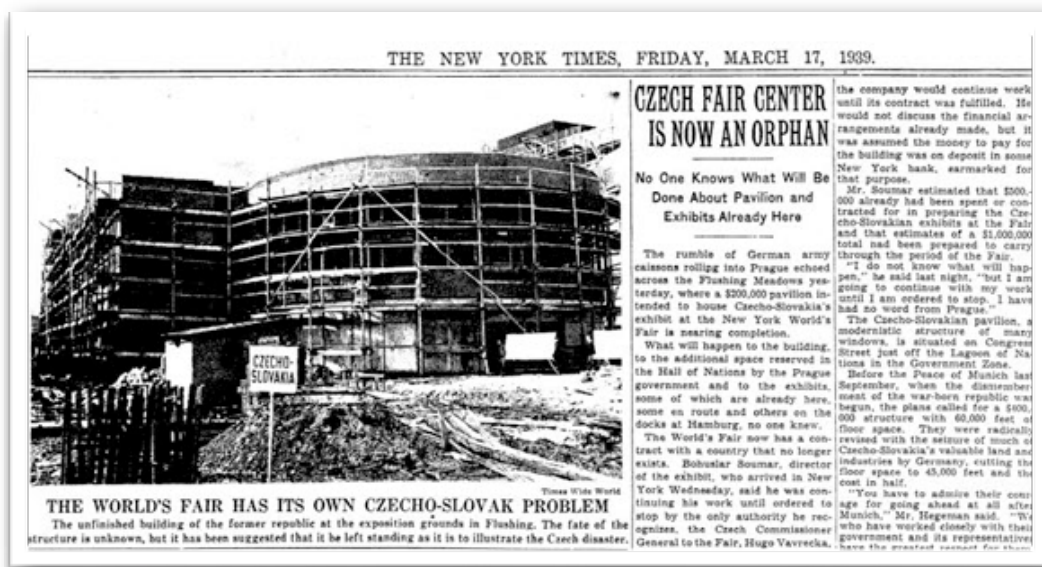 THE NEW YORK TIMES, FRIDAY, MARCH 17, 1939.
CZECHO-
SLOVAKIA
Times Wide World
THE WORLD'S FAIR HAS ITS OWN CZECHO-SLOVAK PROBLEM
The unfinished building of the former republic at the exposition grounds in Flushing. The fate of the
structure is unknown, but it has been suggested that it be left standing as it is to illustrate the Czech disaster.
CZECH FAIR CENTER
IS NOW AN ORPHAN
No One Knows What Will Be
Done About Pavilion and
Exhibits Already Here
The rumble of German army
caissons rolling into Prague echoed
across the Flushing Meadows yes-
terday, where a $200,000 pavilion in-
tended to house Czecho-Slovakia's
exhibit at the New York World's
Fair is nearing completion.
What will happen to the building,
to the additional space reserved in
the Hall of Nations by the Prague
government and to the exhibits,
some of which are already here,
some en route and others on the
docks at Hamburg, no one knew.
The World's Fair now has a con-
tract with a country that no longer
exists. Bohuslar Soumar, director
of the exhibit, who arrived in New
York Wednesday, said he was con-
tinuing his work until ordered to
stop by the only authority he rec-
ognizes, the Czech Commissioner
General to the Fair, Hugo Vavrecka.
the company would continue work
until its contract was fulfilled. He
would not discuss the financial ar-
rangements already made, but it
was assumed the money to pay for
the building was on deposit in some
New York bank, earmarked for
that purpose.
Mr. Soumar estimated that $500,-
000 already had been spent or con-
tracted for in preparing the Cze-
cho-Slovakian exhibits at the Fair
and that estimates of a $1,000,000
total had been prepared to carry
through the period of the Fair.
"I do not know what will hap-
pen," he said last night, "but I am
going to continue with my work
until I am ordered to stop. I have
had no word from Prague."
The Czecho-Slovakian pavilion, a
modernistic structure of many
windows, is situated on Congress
Street just off the Lagoon of Na-
tions in the Government Zone.
Before the Peace of Munich last
September, when the dismember-
ment of the war-born republic was
begun, the plans called for a $400,-
000 structure with 60,000 feet of
floor space. They were radically
revised with the seizure of much of
Czecho-Slovakia's valuable land and
industries by Germany, cutting the
floor space to 45,000 feet and the
cost in half.
"You have to admire their cour-
age for going ahead at all after
Munich," Mr. Hegeman said. "We
who have worked closely with their
government and its representatives
have the greatest respect for them